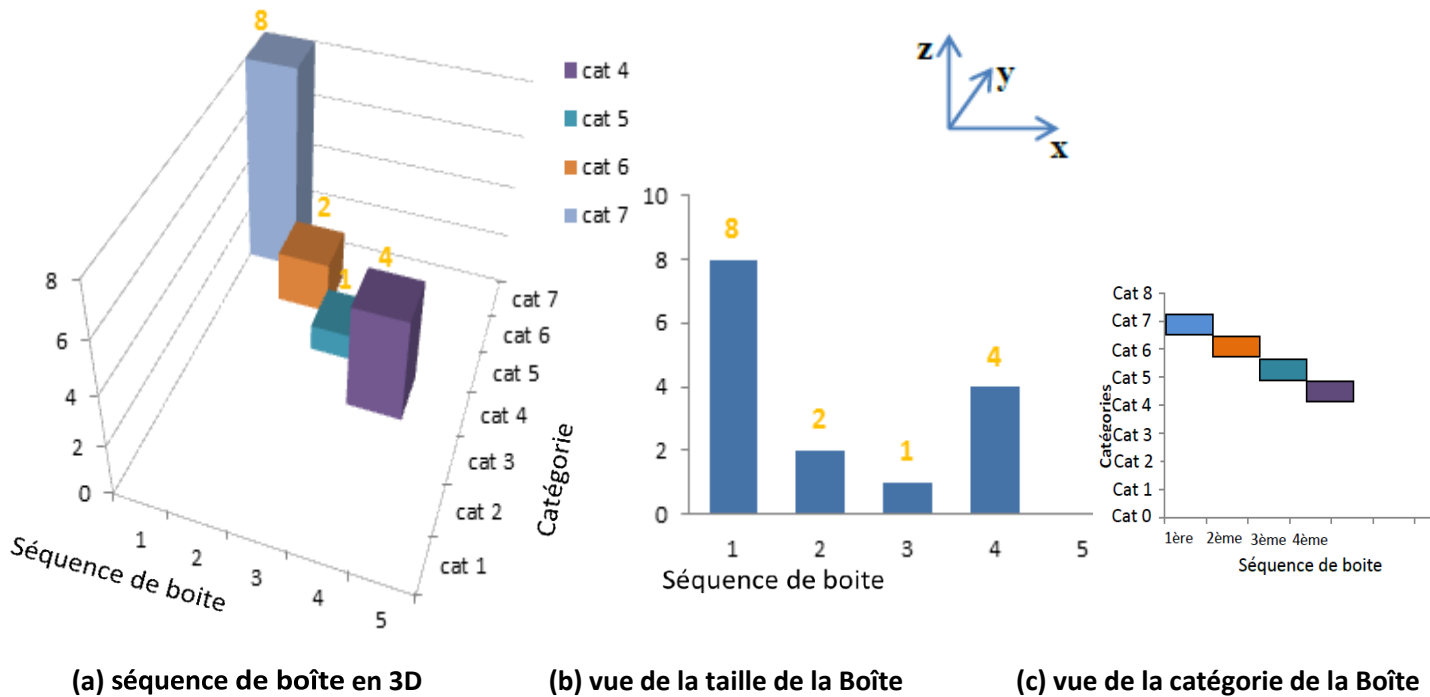 8
cat 4
cat 5
cat 6
cat 7
2
1
4
8
6
4
2
0
1
2
3
4
5
Séquence de boite
cat 7
cat 6
cat 5
cat 4
cat 3
cat 2
cat 1
Catégorie
z
y
x
10
8
6
4
2
0
8
2
1
4
1
2
3
4
5
Séquence de boite
Cat 8
Cat 7
Cat 6
Cat 5
Cat 4
Cat 3
Cat 2
Cat 1
Cat 0
Catégories
1ère 2ème 3ème 4ème
Séquence de boite
(a) séquence de boîte en 3D
(b) vue de la taille de la Boîte
(c) vue de la catégorie de la Boîte